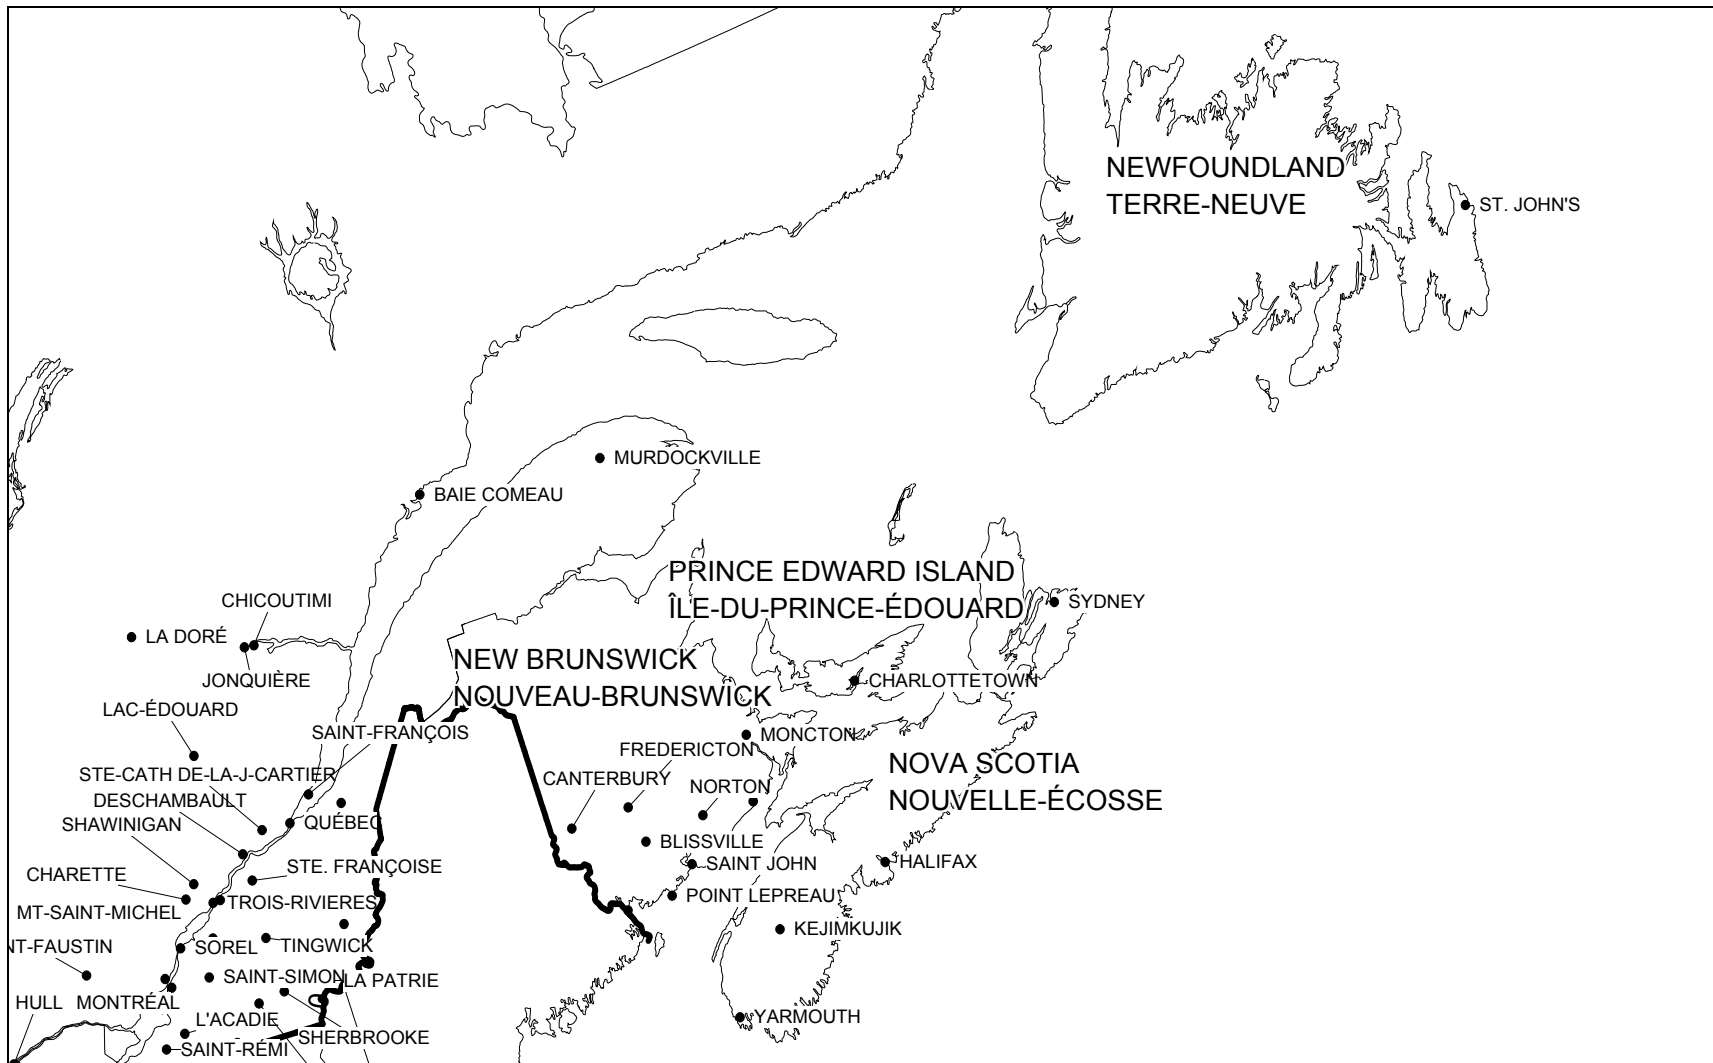 NEWFOUNDLAND
TERRE-NEUVE
ST. JOHN'S
MURDOCKVILLE
BAIE COMEAU
PRINCE EDWARD ISLAND
ÎLE-DU-PRINCE-ÉDOUARD
SYDNEY
CHICOUTIMI
LA DORÉ
JONQUIÈRE
NEW BRUNSWICK
NOUVEAU-BRUNSWICK
CHARLOTTETOWN
LAC-ÉDOUARD
SAINT-FRANÇOIS
MONCTON
FREDERICTON
NOVA SCOTIA
NOUVELLE-ÉCOSSE
STE-CATH DE-LA-J-CARTIER
CANTERBURY
NORTON
DESCHAMBAULT
SHAWINIGAN
QUÉBEC
BLISSVILLE
SAINT JOHN
HALIFAX
STE. FRANÇOISE
CHARETTE
POINT LEPREAU
TROIS-RIVIERES
MT-SAINT-MICHEL
KEJIMKUJIK
NT-FAUSTIN
SOREL
TINGWICK
SAINT-SIMON
LA PATRIE
HULL
MONTRÉAL
L'ACADIE
SHERBROOKE
YARMOUTH
SAINT-RÉMI